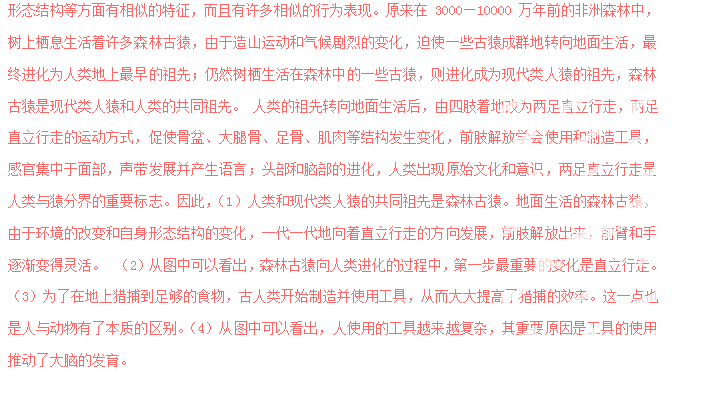 形态结构等方面有相似的特征，而且有许多相似的行为表现。原来在 3000—10000 万年前的非洲森林中，
树上栖息生活着许多森林古猿，由于造山运动和气候剧烈的变化，迫使一些古猿成群地转向地面生活，最
终进化为人类地上最早的祖先；仍然树栖生活在森林中的一些古猿，则进化成为现代类人猿的祖先，森林
古猿是现代类人猿和人类的共同祖先。 人类的祖先转向地面生活后，由四肢着地改为两足直立行走，两足
直立行走的运动方式，促使骨盆、大腿骨、足骨、肌肉等结构发生变化，前肢解放学会使用和制造工具，
感官集中于面部，声带发展并产生语言；头部和脑部的进化，人类出现原始文化和意识，两足直立行走是
人类与猿分界的重要标志。因此，（1）人类和现代类人猿的共同祖先是森林古猿。地面生活的森林古猿，
由于环境的改变和自身形态结构的变化，一代一代地向着直立行走的方向发展，前肢解放出来，前臂和手
逐渐变得灵活。 （2）从图中可以看出，森林古猿向人类进化的过程中，第一步最重要的变化是直立行走。
（3）为了在地上猎捕到足够的食物，古人类开始制造并使用工具，从而大大提高了猎捕的效率。这一点也
是人与动物有了本质的区别。（4）从图中可以看出，人使用的工具越来越复杂，其重要原因是工具的使用
推动了大脑的发育。